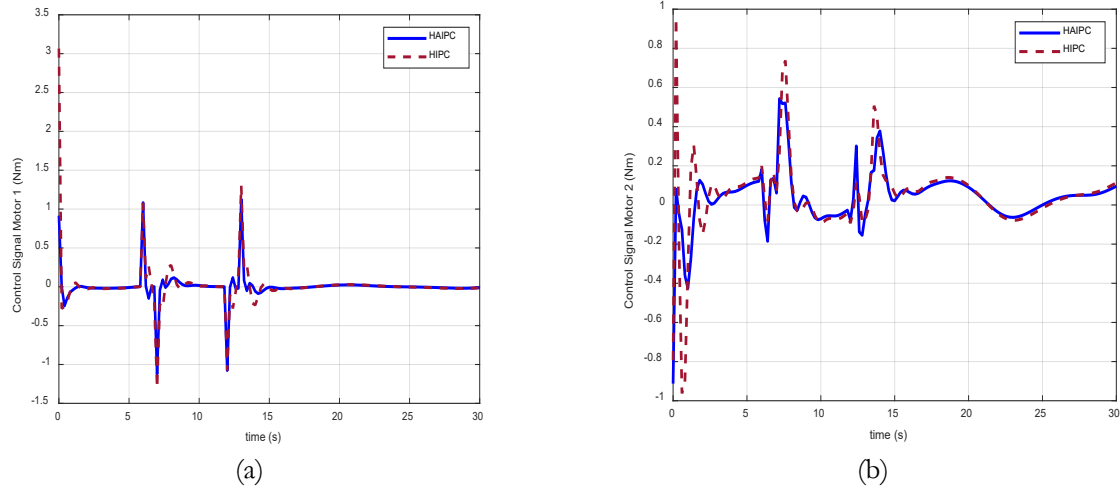 3.5
3
2.5
2
1.5
1
0.5
0
-0.5
-1
-1.5
Control Signal Motor 1 (Nm)
HAIPC
HIPC
0 5 10 15 20 25 30
time (s)
(a)
1
0.8
0.6
0.4
0.2
0
-0.2
-0.4
-0.6
-0.8
-1
Control Signal Motor 2 (Nm)
HAIPC
HIPC
0 5 10 15 20 25 30
time (s)
(b)